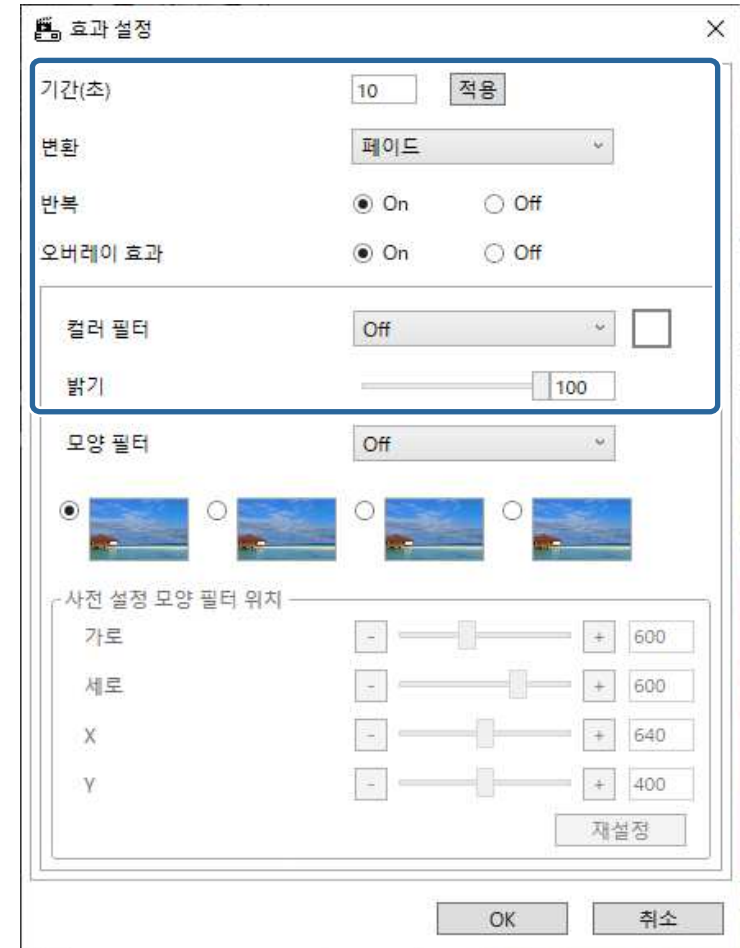 효과 설정
기간(초) 10 적용
변환 페이드
반복 On Off
오버레이 효과 On Off
컬러 필터 Off
밝기 100
모양 필터 Off
사전 설정 모양 필터 위치
가로 - + 600
세로 - + 600
X - + 640
Y - + 400
재설정
OK 취소